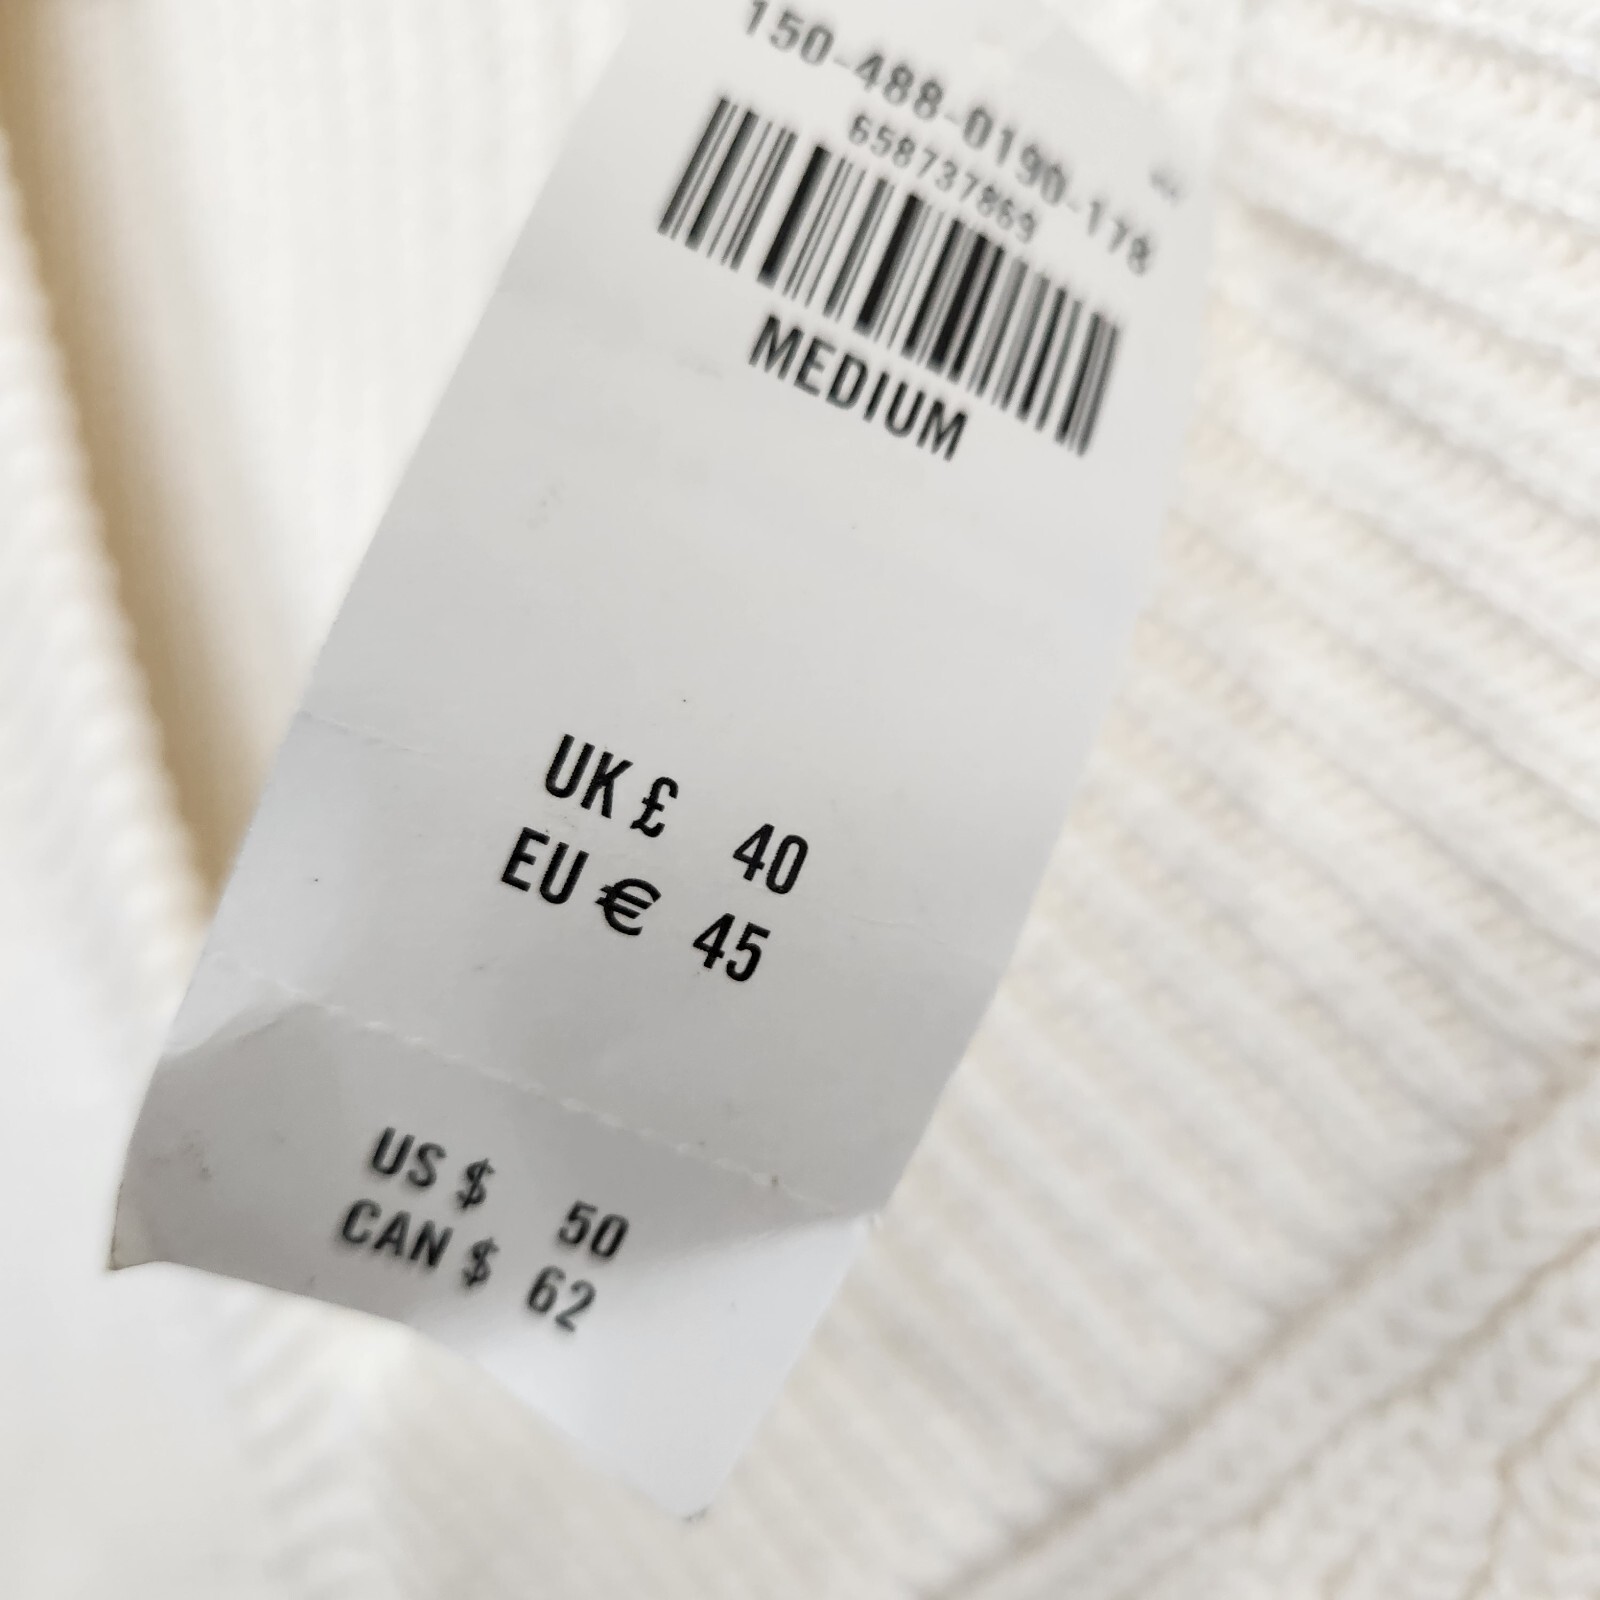 150-488-0190-178
658737869
MEDIUM
UK £ 40
EU € 45
US $ 50
CAN $ 62